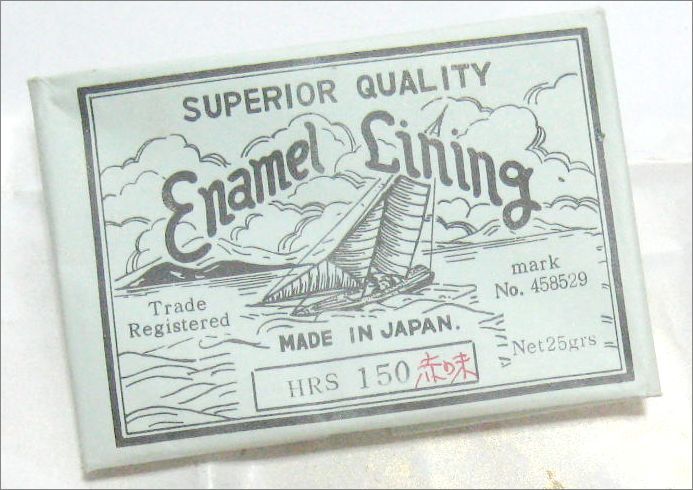 SUPERIOR QUALITY
Enamel Lining
Trade
Registered
mark
No. 458529
MADE IN JAPAN.
Net25grs
HRS 150 赤味